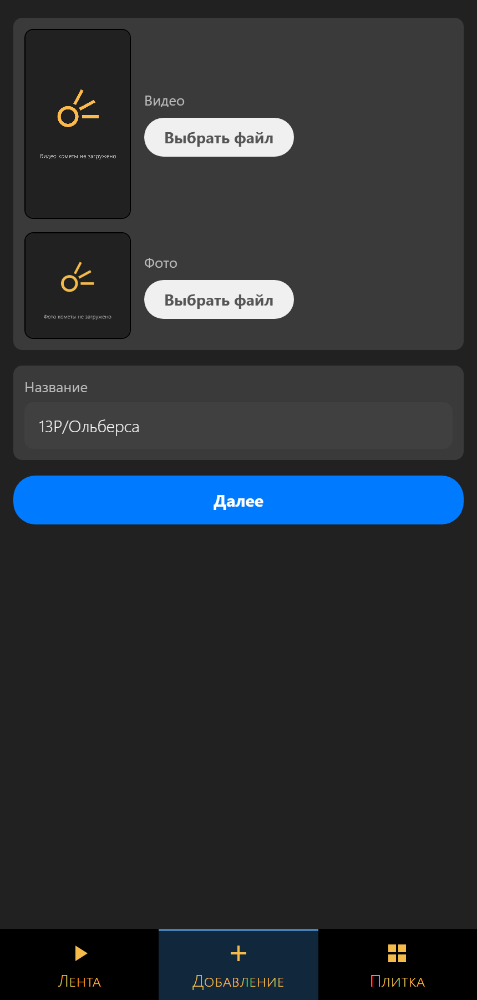 Видео
Выбрать файл
Видео кометы не загружено
Фото
Выбрать файл
Фото кометы не загружено
Название
13P/Ольберса
Далее
Лента
Добавление
Плитка